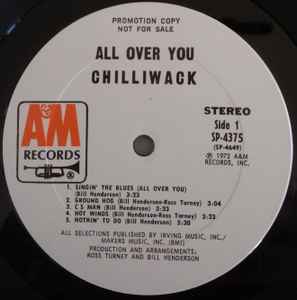 PROMOTION COPY
NOT FOR SALE
ALL OVER YOU
CHILLIWACK
A&M
RECORDS
STEREO
Side 1
SP-4375
(SP-4649)
℗ 1972 A&M
RECORDS, INC.
1. SINGIN' THE BLUES (ALL OVER YOU)
(Bill Henderson) 3:23
2. GROUND HOG (Bill Henderson-Ross Turney) 5:04
3. C S MAN (Bill Henderson) 3:23
4. HOT WINDS (Bill Henderson-Ross Turney) 3:33
5. NOTHIN' TO DO (Bill Henderson) 5:30
ALL SELECTIONS PUBLISHED BY IRVING MUSIC, INC./
MAKERS MUSIC, INC. (BMI)
PRODUCTION AND ARRANGEMENTS:
ROSS TURNEY AND BILL HENDERSON